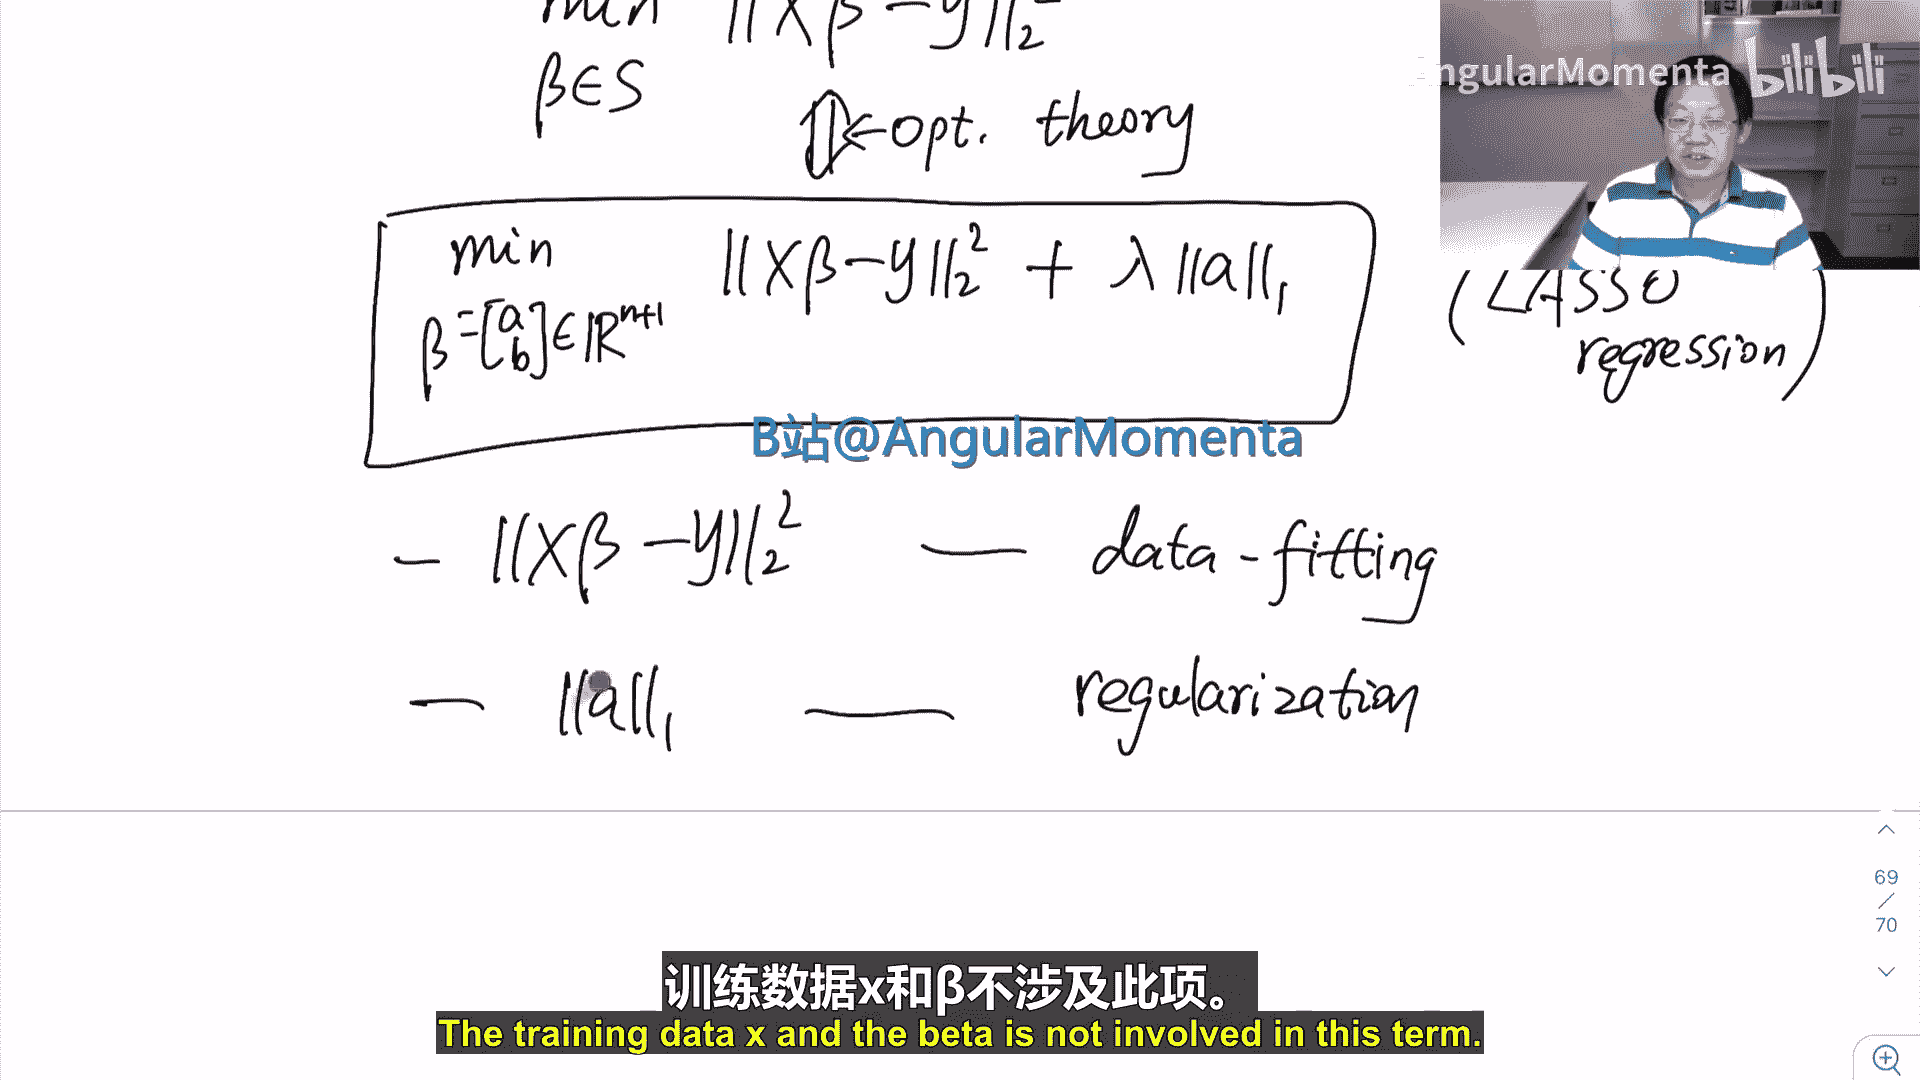 min ||Xβ-y||₂²
β∈S
⇕ ← opt. theory
min ||Xβ-y||₂² + λ||a||₁
β=[a b]∈ℝⁿ⁺¹
(LASSO
regression)
- ||Xβ-y||₂² — data-fitting
- ||a||₁ — regularization
ngularMomenta bilibili
B站@AngularMomenta
69
/
70
训练数据x和β不涉及此项。
The training data x and the beta is not involved in this term.